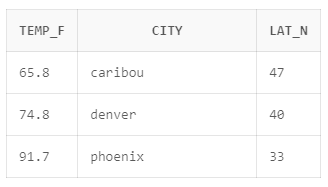 TEMP_F CITY LAT_N
65.8 caribou 47
74.8 denver 40
91.7 phoenix 33